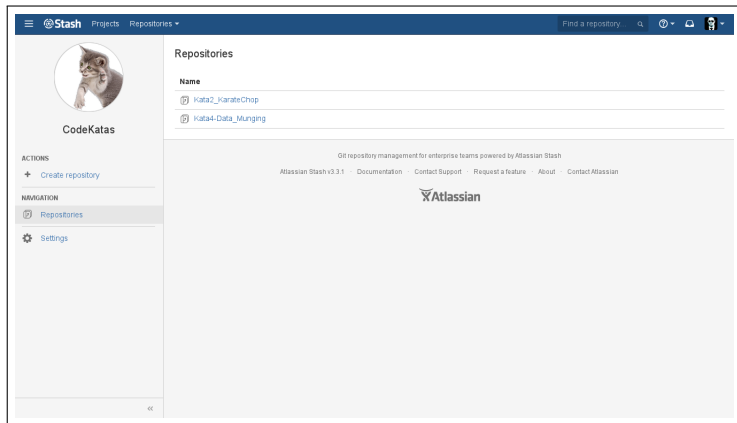 Stash Projects Repositories Find a repository...
CodeKatas
ACTIONS
Create repository
NAVIGATION
Repositories
Settings
Repositories
Name
Kata2_KarateChop
Kata4-Data_Munging
Git repository management for enterprise teams powered by Atlassian Stash
Atlassian Stash v3.3.1 · Documentation · Contact Support · Request a feature · About · Contact Atlassian
Atlassian